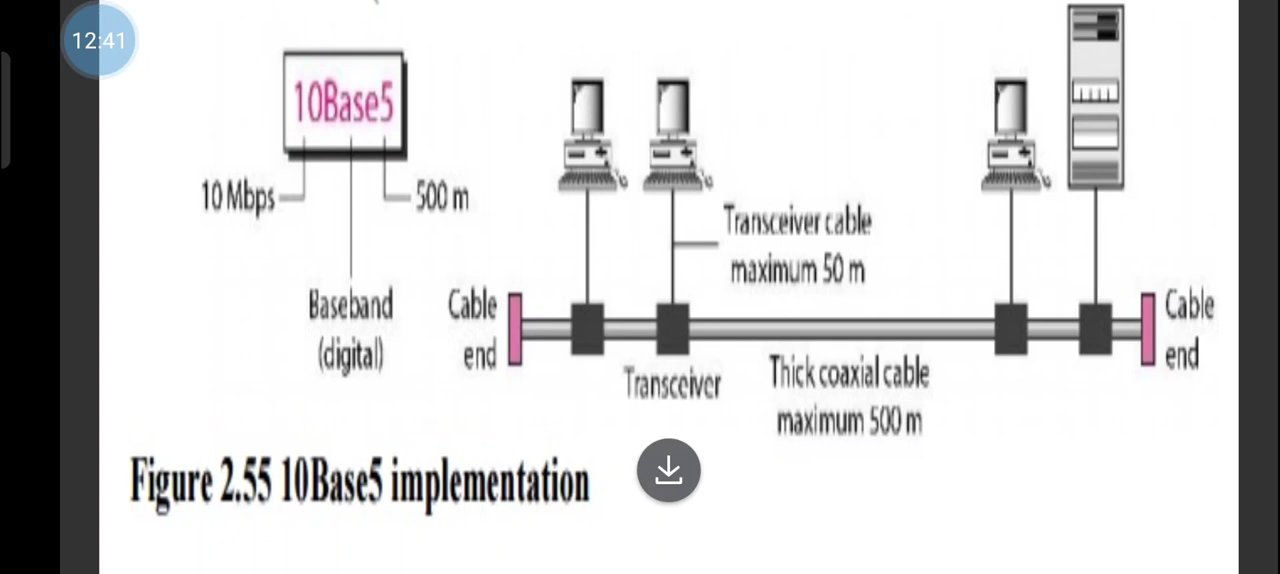 12:41
10Base5
10 Mbps
500 m
Baseband
(digital)
Transceiver cable
maximum 50 m
Cable
end
Transceiver
Thick coaxial cable
maximum 500 m
Cable
end
Figure 2.55 10Base5 implementation